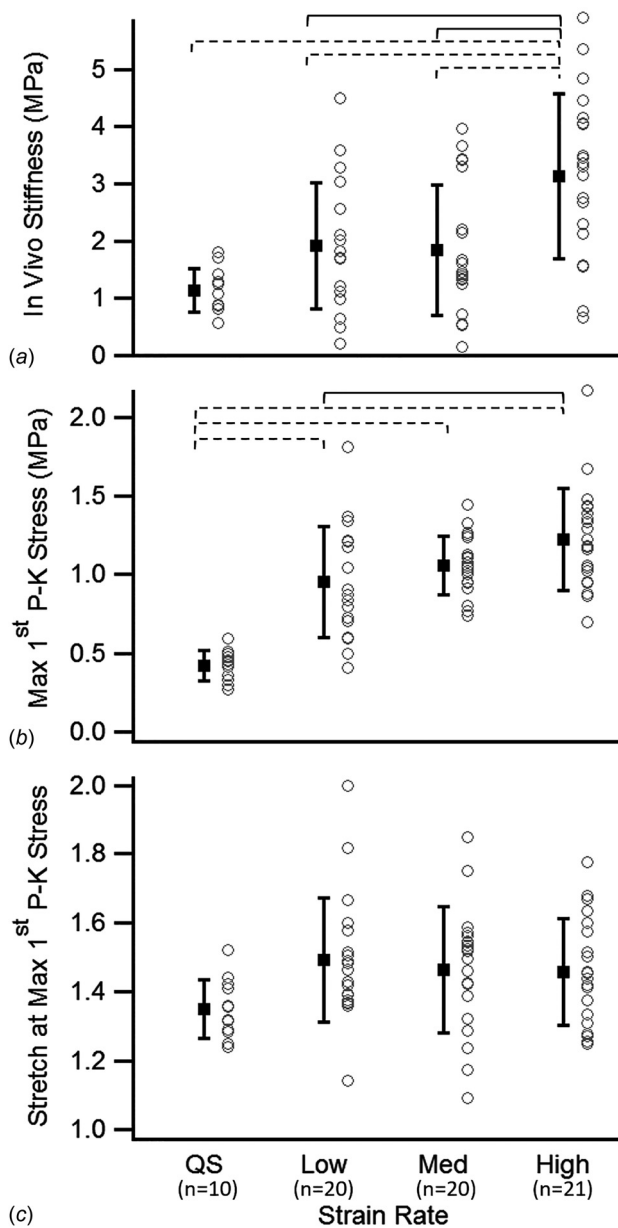 In Vivo Stiffness (MPa)
5
4
3
2
1
0
(a)
Max 1st P-K Stress (MPa)
2.0
1.5
1.0
0.5
0.0
(b)
Stretch at Max 1st P-K Stress
2.0
1.8
1.6
1.4
1.2
1.0
QS Low Med High
(n=10) (n=20) (n=20) (n=21)
Strain Rate
(c)